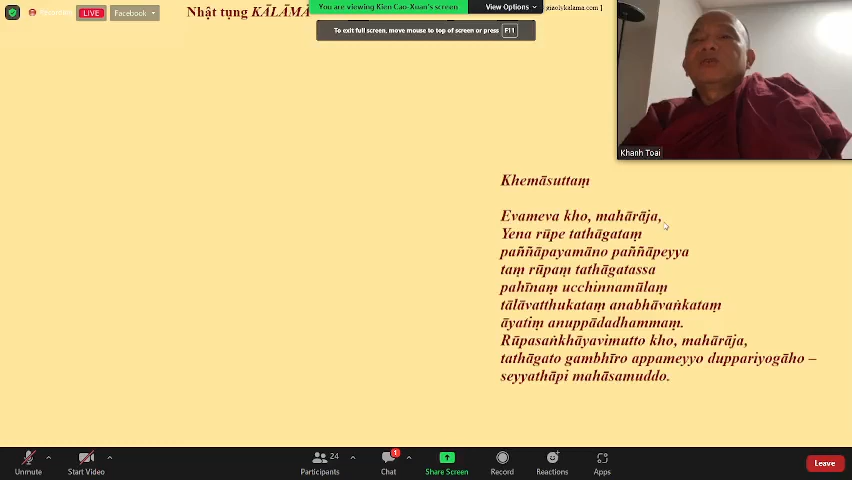 LIVE
Facebook
Nhật tụng KĀLĀMA
You are viewing Kien Cao-Xuan's screen
View Options
To exit full screen, move mouse to top of screen or press F11
Khanh Toai
Khemāsuttaṃ
Evameva kho, mahārāja,
Yena rūpe tathāgataṃ
paññāpayamāno paññāpeyya
taṃ rūpaṃ tathāgatassa
pahīnaṃ ucchinnamūlaṃ
tālāvatthukataṃ anabhāvaṅkataṃ
āyatiṃ anuppādadhammaṃ.
Rūpasaṅkhāyavimutto kho, mahārāja,
tathāgato gambhīro appameyyo duppariyogāho –
seyyathāpi mahāsamuddo.
Unmute
Start Video
24
Participants
1
Chat
Share Screen
Record
Reactions
Apps
Leave